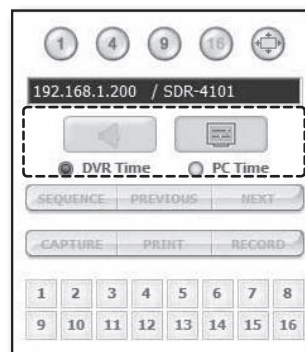 1 4 9 16
192.168.1.200 / SDR-4101
DVR Time PC Time
SEQUENCE PREVIOUS NEXT
CAPTURE PRINT RECORD
1 2 3 4 5 6 7 8
9 10 11 12 13 14 15 16